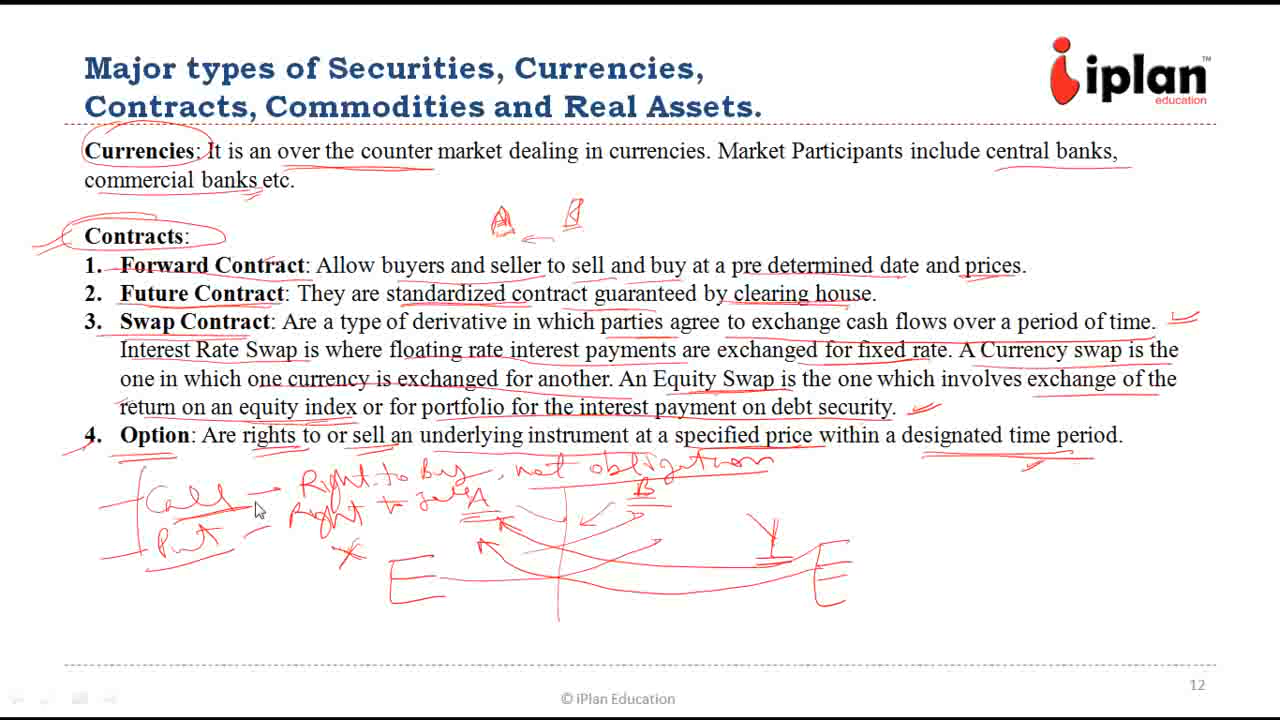 Major types of Securities, Currencies,
Contracts, Commodities and Real Assets.
iplan
TM
education
Currencies: It is an over the counter market dealing in currencies. Market Participants include central banks,
commercial banks etc.
A B
Contracts:
1. Forward Contract: Allow buyers and seller to sell and buy at a pre determined date and prices.
2. Future Contract: They are standardized contract guaranteed by clearing house.
3. Swap Contract: Are a type of derivative in which parties agree to exchange cash flows over a period of time.
Interest Rate Swap is where floating rate interest payments are exchanged for fixed rate. A Currency swap is the
one in which one currency is exchanged for another. An Equity Swap is the one which involves exchange of the
return on an equity index or for portfolio for the interest payment on debt security.
4. Option: Are rights to or sell an underlying instrument at a specified price within a designated time period.
Call – Right to Buy, not obligation
Put – Right to Sale A B
E E
12
© iPlan Education